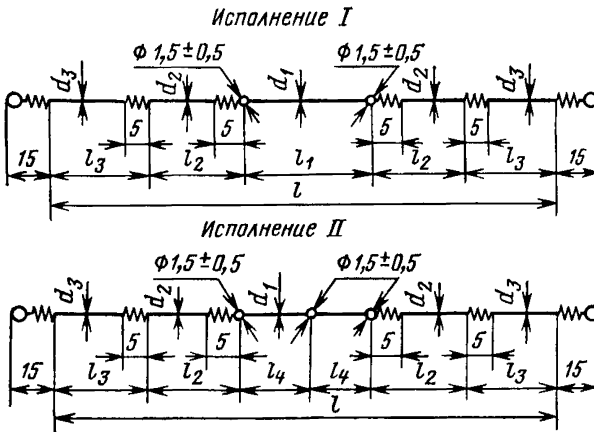 Исполнение I
Ф 1,5±0,5 Ф 1,5±0,5
d3 d2 d1 d2 d3
5 5 5 5
15 l3 l2 l1 l2 l3 15
l
Исполнение II
Ф1,5±0,5 Ф1,5±0,5
d3 d2 d1 d2 d3
5 5 5 5
15 l3 l2 l4 l4 l2 l3 15
l